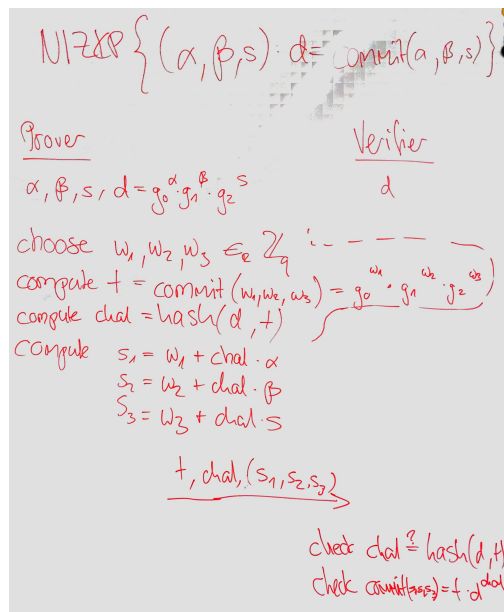 NIZKP { (α, β, s) : d = commit(α, β, s) }
Prover
Verifier
α, β, s, d = g₀^α · g₁^β · g₂^s
d
choose w₁, w₂, w₃ ∈_R ℤ_q
compute t = commit(w₁, w₂, w₃) = g₀^w₁ · g₁^w₂ · g₂^w₃
compute chal = hash(d, t)
compute s₁ = w₁ + chal · α
s₂ = w₂ + chal · β
s₃ = w₃ + chal · s
t, chal, (s₁, s₂, s₃)
check chal ≟ hash(d, t)
check commit(s₁,s₂,s₃) = t · d^chal